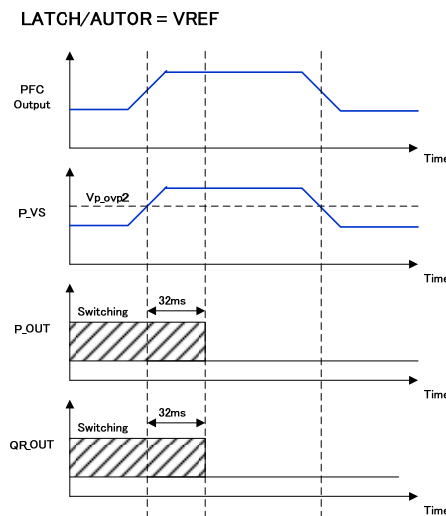 LATCH/AUTOR = VREF
PFC
Output
Time
Vp_ovp2
P_VS
Time
32ms
Switching
P_OUT
Time
32ms
Switching
QR_OUT
Time